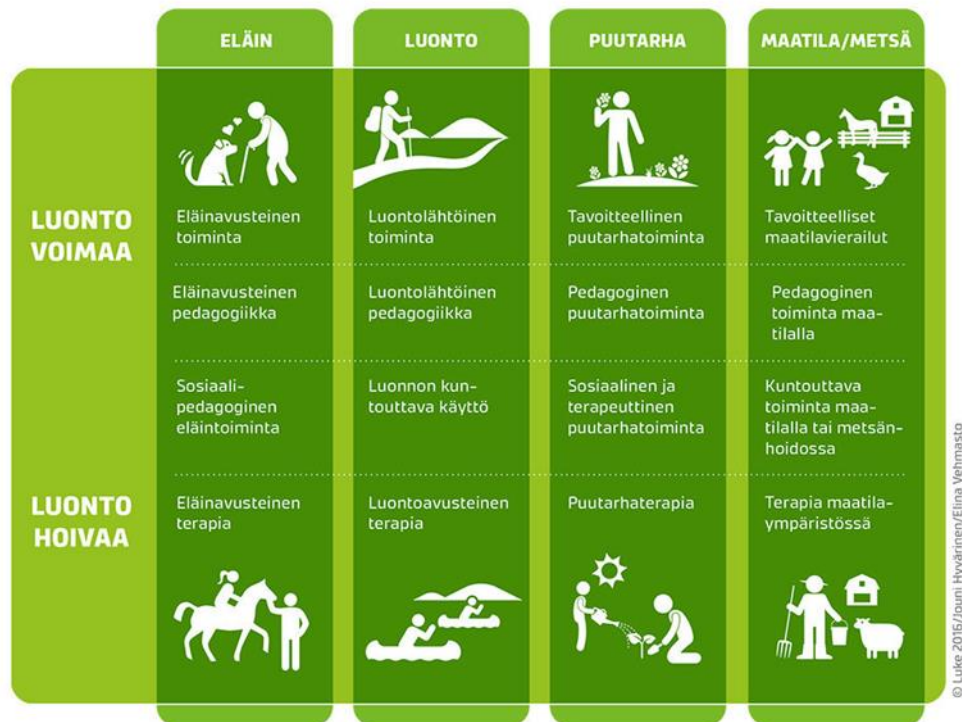 ELÄIN
LUONTO
PUUTARHA
MAATILA/METSÄ
LUONTO
VOIMAA
Eläinavusteinen
toiminta
Luontolähtöinen
toiminta
Tavoitteellinen
puutarhatoiminta
Tavoitteelliset
maatilavierailut
Eläinavusteinen
pedagogiikka
Luontolähtöinen
pedagogiikka
Pedagoginen
puutarhatoiminta
Pedagoginen
toiminta maa-
tilalla
Sosiaali-
pedagoginen
eläintoiminta
Luonnon kun-
touttava käyttö
Sosiaalinen ja
terapeuttinen
puutarhatoiminta
Kuntouttava
toiminta maa-
tilalla tai metsän-
hoidossa
LUONTO
HOIVAA
Eläinavusteinen
terapia
Luontoavusteinen
terapia
Puutarhaterapia
Terapia maatila-
ympäristössä
© Luke 2016/Jouni Hyvärinen/Elina Vehmasto